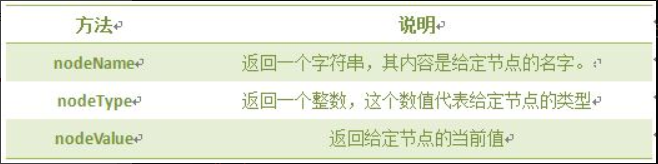 方法 说明
nodeName 返回一个字符串，其内容是给定节点的名字。
nodeType 返回一个整数，这个数值代表给定节点的类型
nodeValue 返回给定节点的当前值